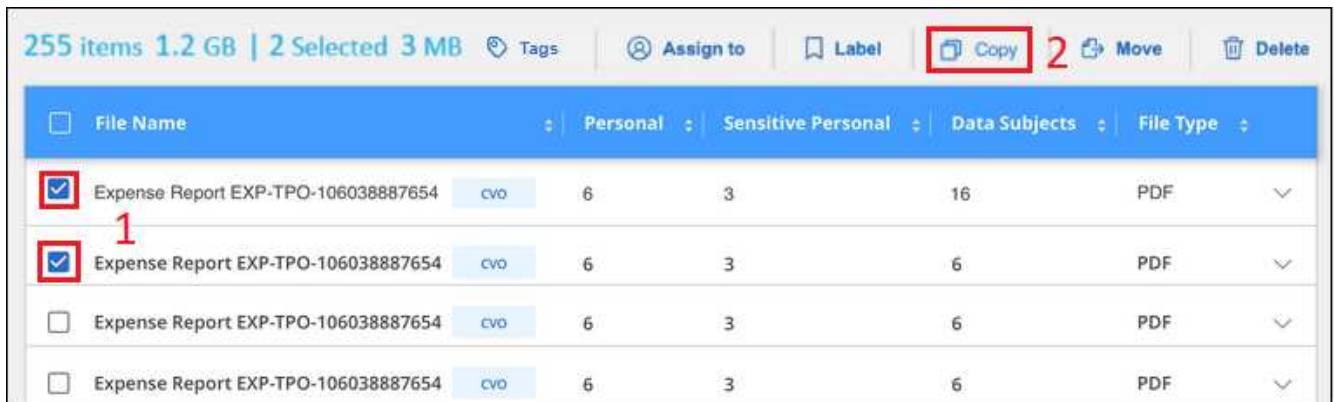 255 items 1.2 GB | 2 Selected 3 MB Tags Assign to Label Copy 2 Move Delete
File Name Personal Sensitive Personal Data Subjects File Type
Expense Report EXP-TPO-106038887654 CVO 6 3 16 PDF
1
Expense Report EXP-TPO-106038887654 CVO 6 3 6 PDF
Expense Report EXP-TPO-106038887654 CVO 6 3 6 PDF
Expense Report EXP-TPO-106038887654 CVO 6 3 6 PDF